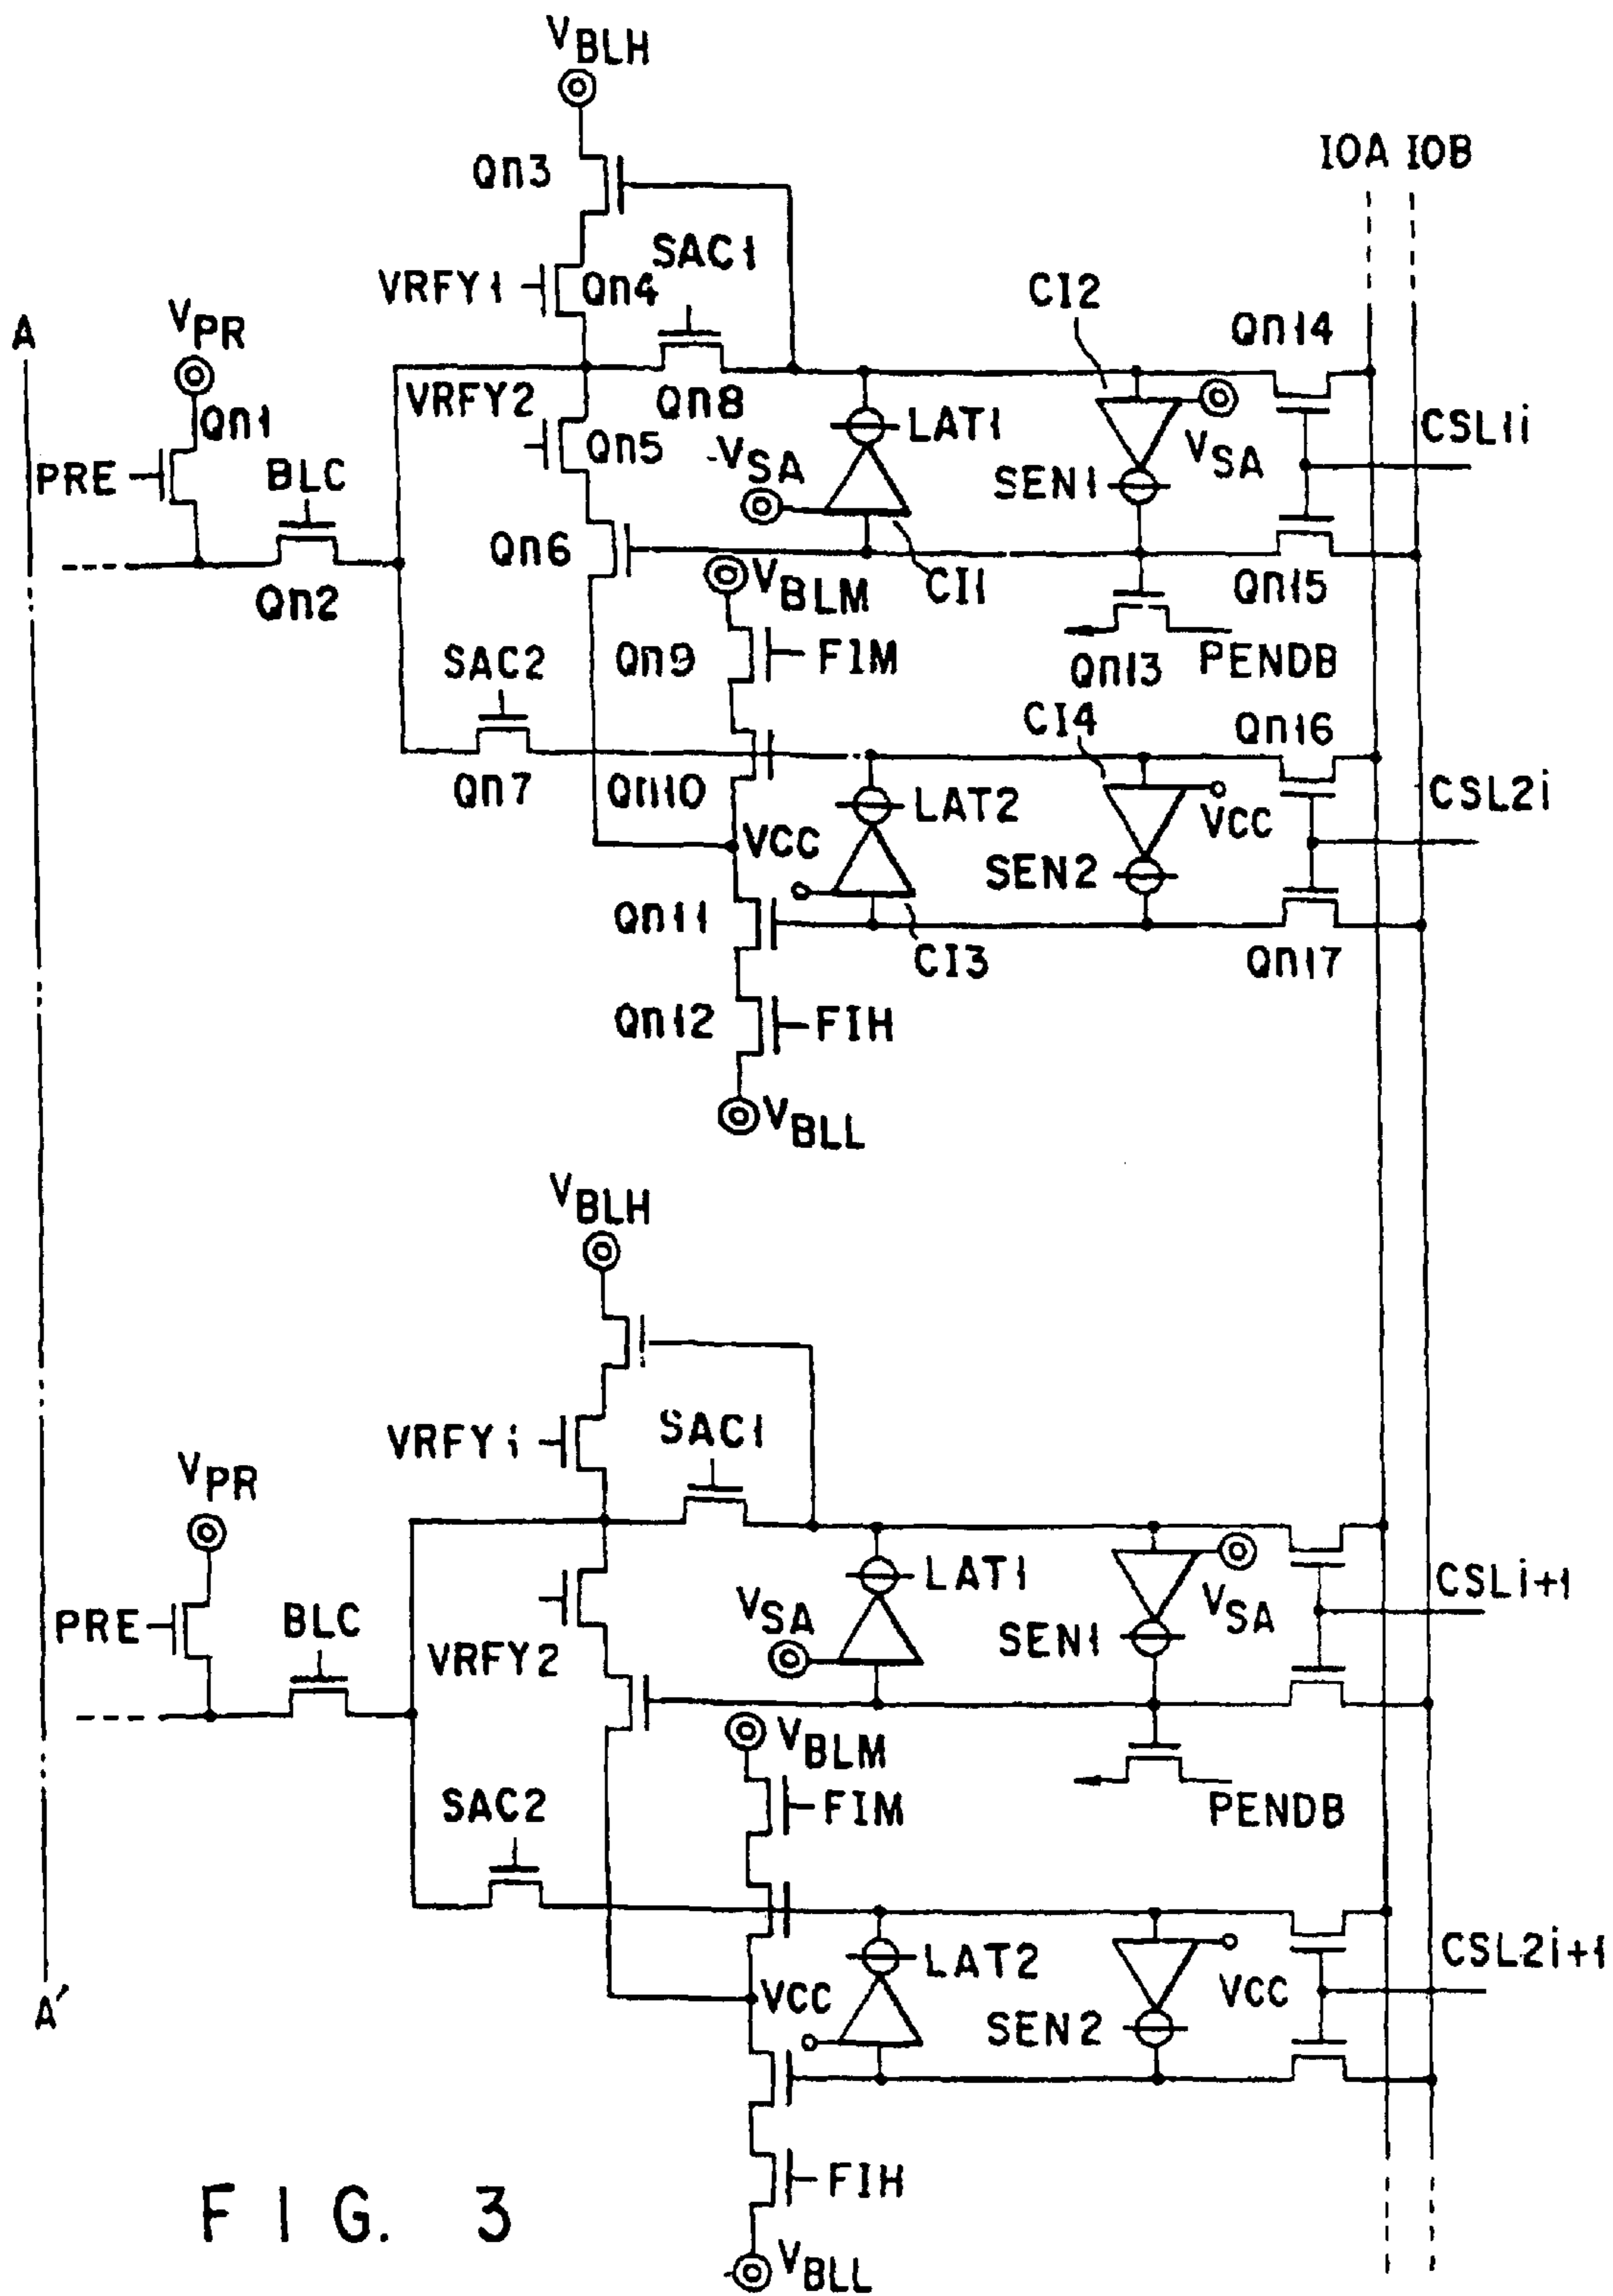 VBLH
IOA IOB
Qn3
SAC1
VRFY1
Qn4
CI2
Qn14
A
VPR
VRFY2
Qn8
LAT1
CSL1i
Qn1
Qn5
VSA
VSA
PRE
BLC
SEN1
Qn6
Qn2
VBLM
CI1
Qn15
SAC2
Qn9
FIM
Qn13
PENDB
CI4
Qn16
Qn7
Qn10
LAT2
VCC
CSL2i
VCC
SEN2
Qn11
CI3
Qn17
Qn12
FIH
VBLL
VBLH
VRFY1
SAC1
VPR
LAT1
CSLi+1
VSA
VSA
PRE
BLC
SEN1
VRFY2
VBLM
SAC2
FIM
PENDB
LAT2
CSL2i+1
VCC
VCC
A'
SEN2
FIH
FIG. 3
VBLL